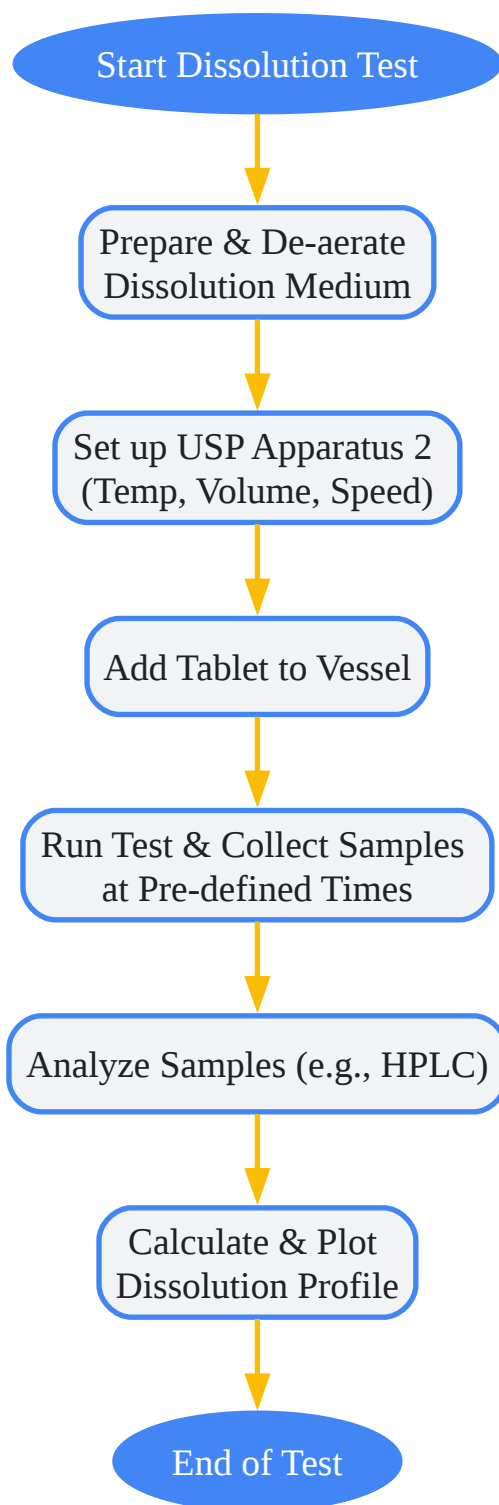 Start Dissolution Test
Prepare & De-aerate
Dissolution Medium
Set up USP Apparatus 2
(Temp, Volume, Speed)
Add Tablet to Vessel
Run Test & Collect Samples
at Pre-defined Times
Analyze Samples (e.g., HPLC)
Calculate & Plot
Dissolution Profile
End of Test